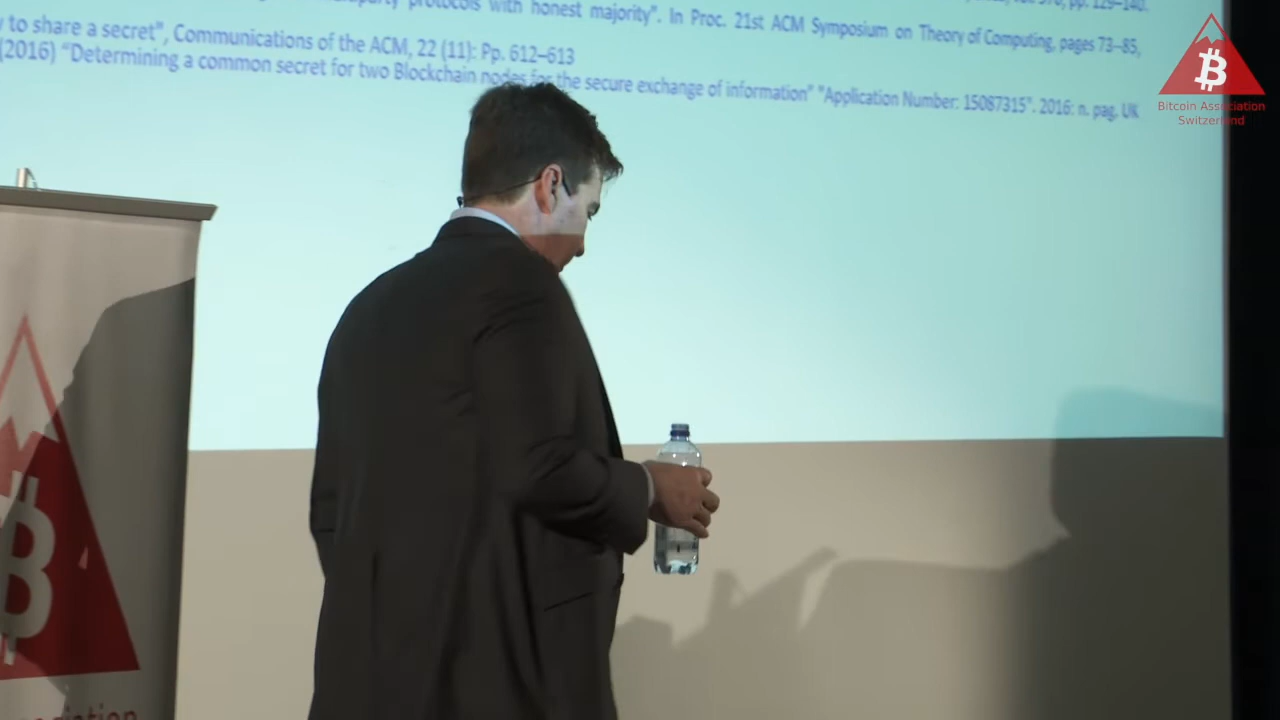 protocols with honest majority". In Proc. 21st ACM Symposium on Theory of Computing, pages 73–85,
to share a secret", Communications of the ACM, 22 (11): Pp. 612–613
(2016) "Determining a common secret for two Blockchain nodes for the secure exchange of information" "Application Number: 15087315". 2016: n. pag. UK
Bitcoin Association
Switzerland